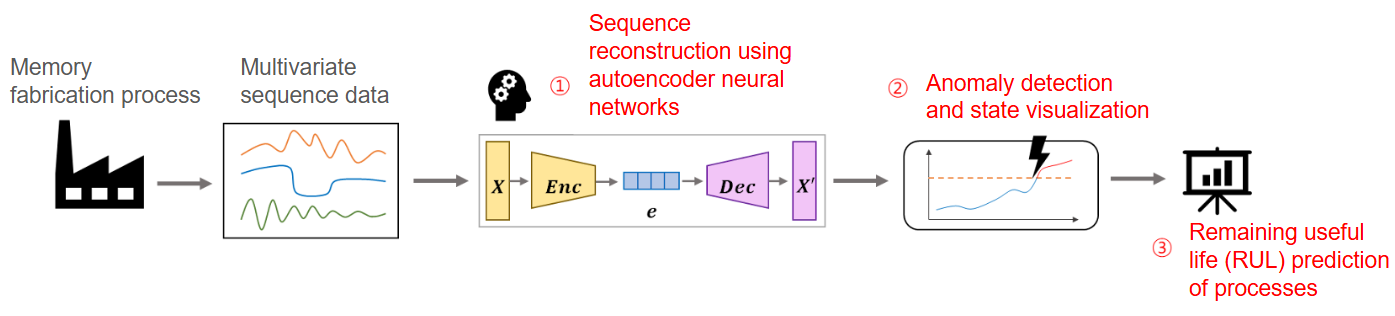 Memory
fabrication process
Multivariate
sequence data
①
Sequence
reconstruction using
autoencoder neural
networks
X
Enc
e
Dec
X'
②
Anomaly detection
and state visualization
③
Remaining useful
life (RUL) prediction
of processes